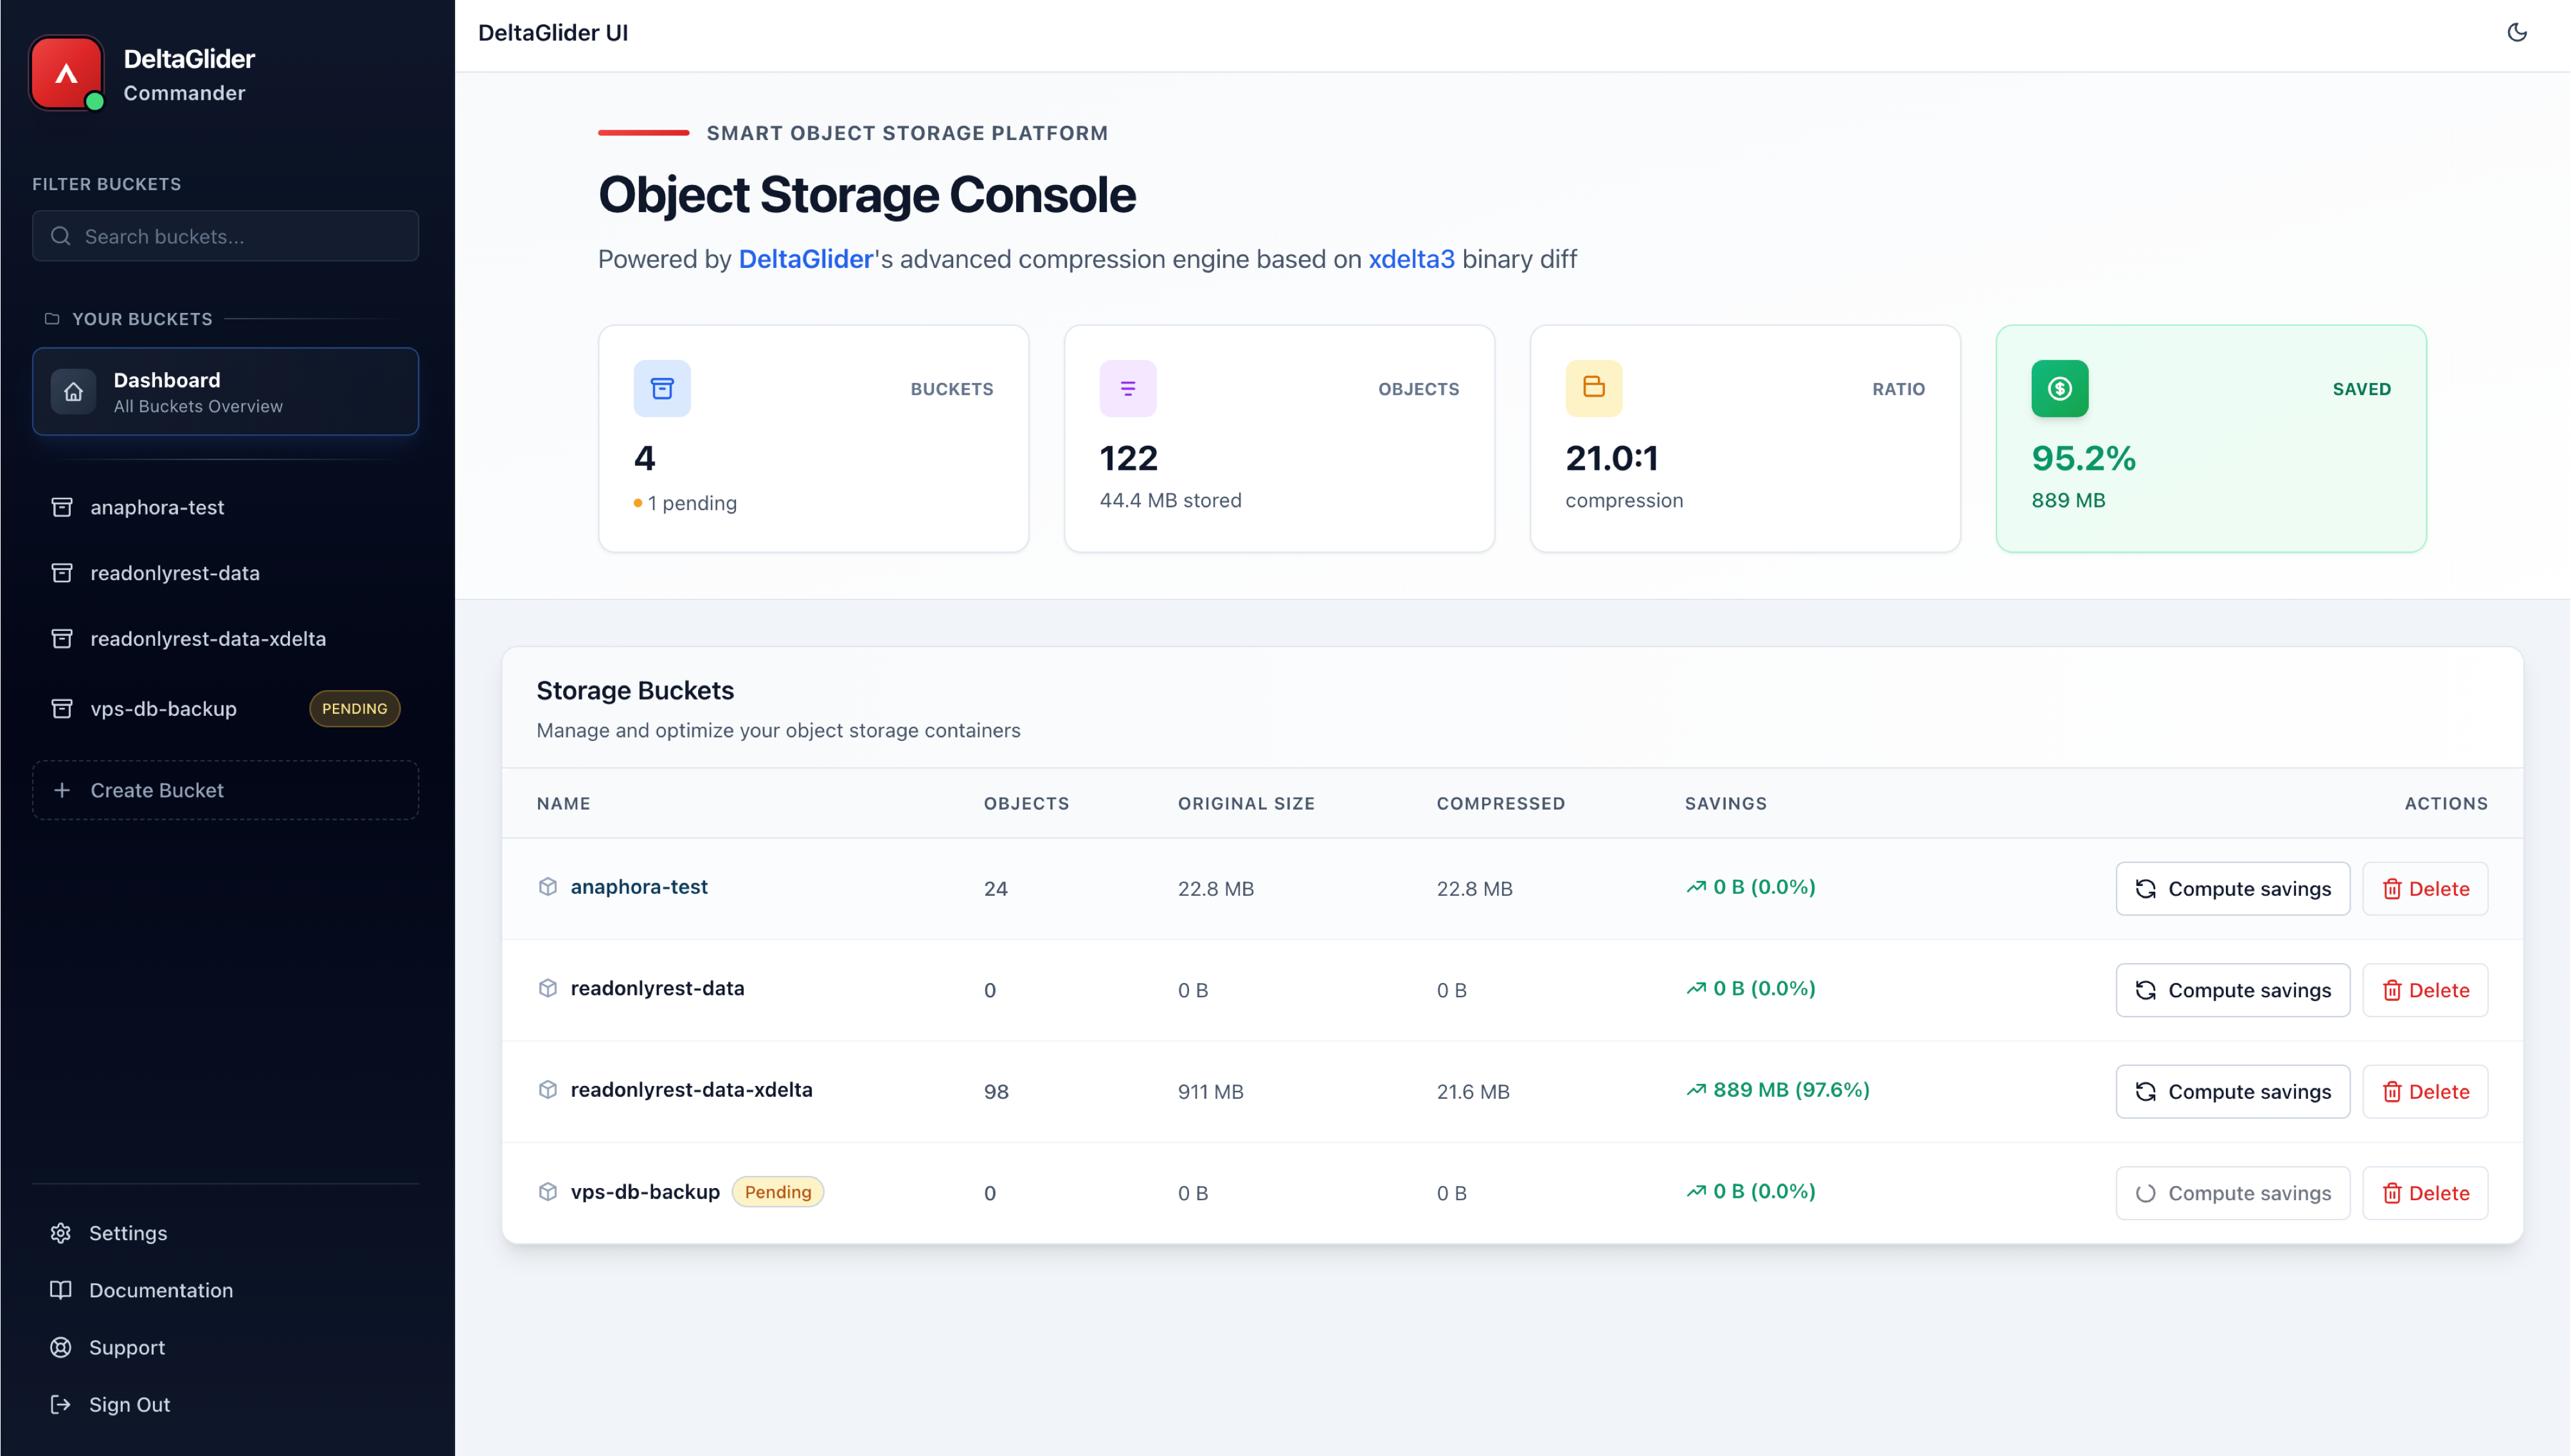 DeltaGlider
Commander
FILTER BUCKETS
Search buckets...
YOUR BUCKETS
Dashboard
All Buckets Overview
anaphora-test
readonlyrest-data
readonlyrest-data-xdelta
vps-db-backup PENDING
Create Bucket
Settings
Documentation
Support
Sign Out
DeltaGlider UI
SMART OBJECT STORAGE PLATFORM
Object Storage Console
Powered by DeltaGlider's advanced compression engine based on xdelta3 binary diff
BUCKETS
4
1 pending
OBJECTS
122
44.4 MB stored
RATIO
21.0:1
compression
SAVED
95.2%
889 MB
Storage Buckets
Manage and optimize your object storage containers
NAME OBJECTS ORIGINAL SIZE COMPRESSED SAVINGS ACTIONS
anaphora-test 24 22.8 MB 22.8 MB 0 B (0.0%) Compute savings Delete
readonlyrest-data 0 0 B 0 B 0 B (0.0%) Compute savings Delete
readonlyrest-data-xdelta 98 911 MB 21.6 MB 889 MB (97.6%) Compute savings Delete
vps-db-backup Pending 0 0 B 0 B 0 B (0.0%) Compute savings Delete